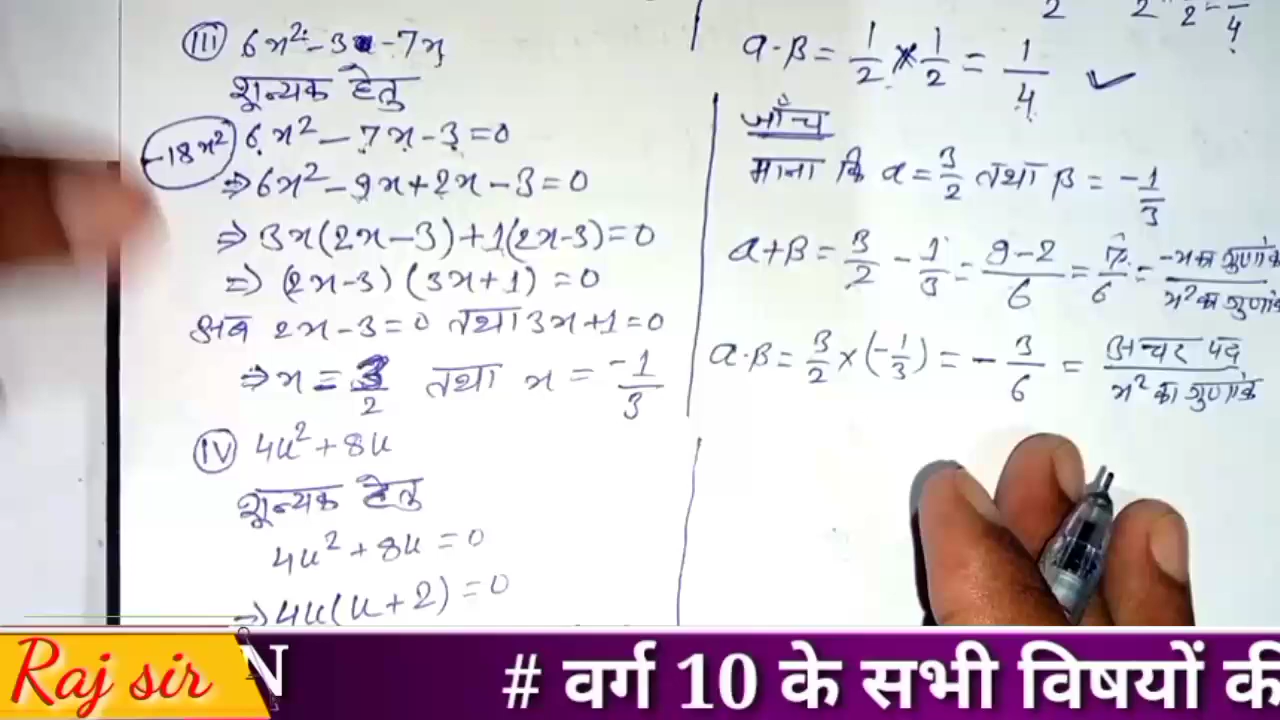 (III) 6x² - 3 - 7x
शून्यक हेतु
-18x² 6x² - 7x - 3 = 0
⇒ 6x² - 9x + 2x - 3 = 0
⇒ 3x(2x - 3) + 1(2x - 3) = 0
⇒ (2x - 3) (3x + 1) = 0
अब 2x - 3 = 0 तथा 3x + 1 = 0
⇒ x = 3/2 तथा x = -1/3
(IV) 4u² + 8u
शून्यक हेतु
4u² + 8u = 0
⇒ 4u(u + 2) = 0
α·β = 1/2 × 1/2 = 1/4 ✓
जाँच
माना कि α = 3/2 तथा β = -1/3
α + β = 3/2 - 1/3 = 9 - 2/6 = 7/6 = -x का गुणांक/x² का गुणांक
α·β = 3/2 × (-1/3) = - 3/6 = अचर पद/x² का गुणांक
Raj sir N # वर्ग 10 के सभी विषयों की